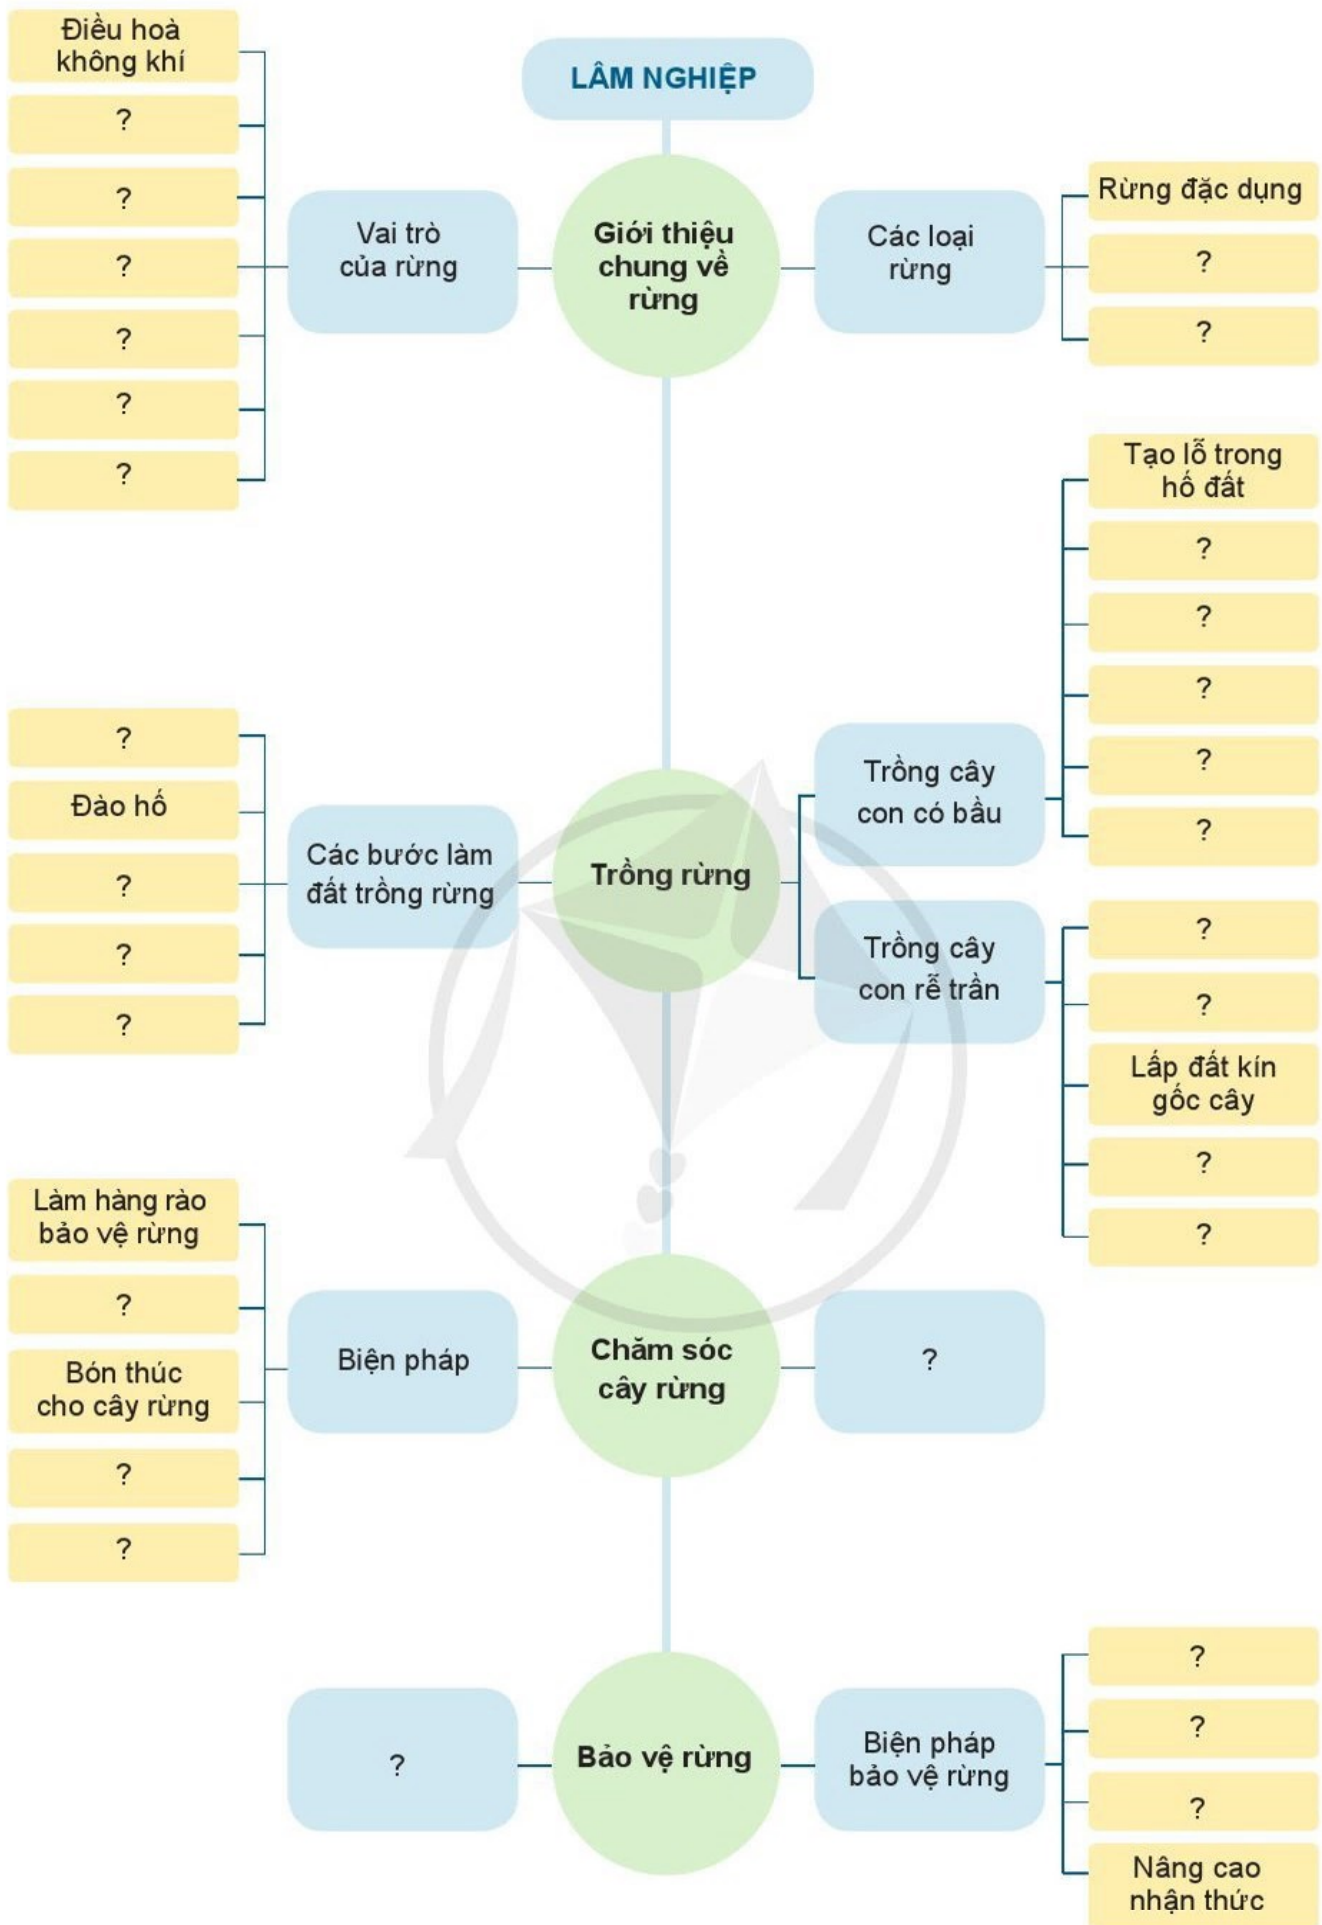 LÂM NGHIỆP
Giới thiệu
chung về
rừng
Vai trò
của rừng
Điều hoà
không khí
?
?
?
?
?
?
Các loại
rừng
Rừng đặc dụng
?
?
Trồng rừng
Các bước làm
đất trồng rừng
?
Đào hố
?
?
?
Trồng cây
con có bầu
Tạo lỗ trong
hố đất
?
?
?
?
?
Trồng cây
con rễ trần
?
?
Lấp đất kín
gốc cây
?
?
Chăm sóc
cây rừng
Biện pháp
Làm hàng rào
bảo vệ rừng
?
Bón thúc
cho cây rừng
?
?
?
Bảo vệ rừng
?
Biện pháp
bảo vệ rừng
?
?
?
Nâng cao
nhận thức